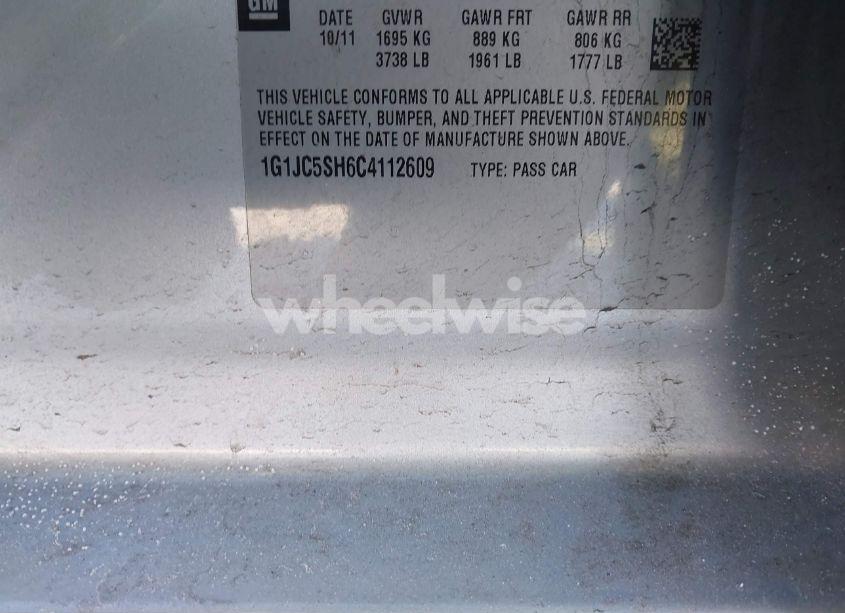 GM
DATE GVWR GAWR FRT GAWR RR
10/11 1695 KG 889 KG 806 KG
3738 LB 1961 LB 1777 LB
THIS VEHICLE CONFORMS TO ALL APPLICABLE U.S. FEDERAL MOTOR
VEHICLE SAFETY, BUMPER, AND THEFT PREVENTION STANDARDS IN
EFFECT ON THE DATE OF MANUFACTURE SHOWN ABOVE.
1G1JC5SH6C4112609 TYPE: PASS CAR
wheelwise